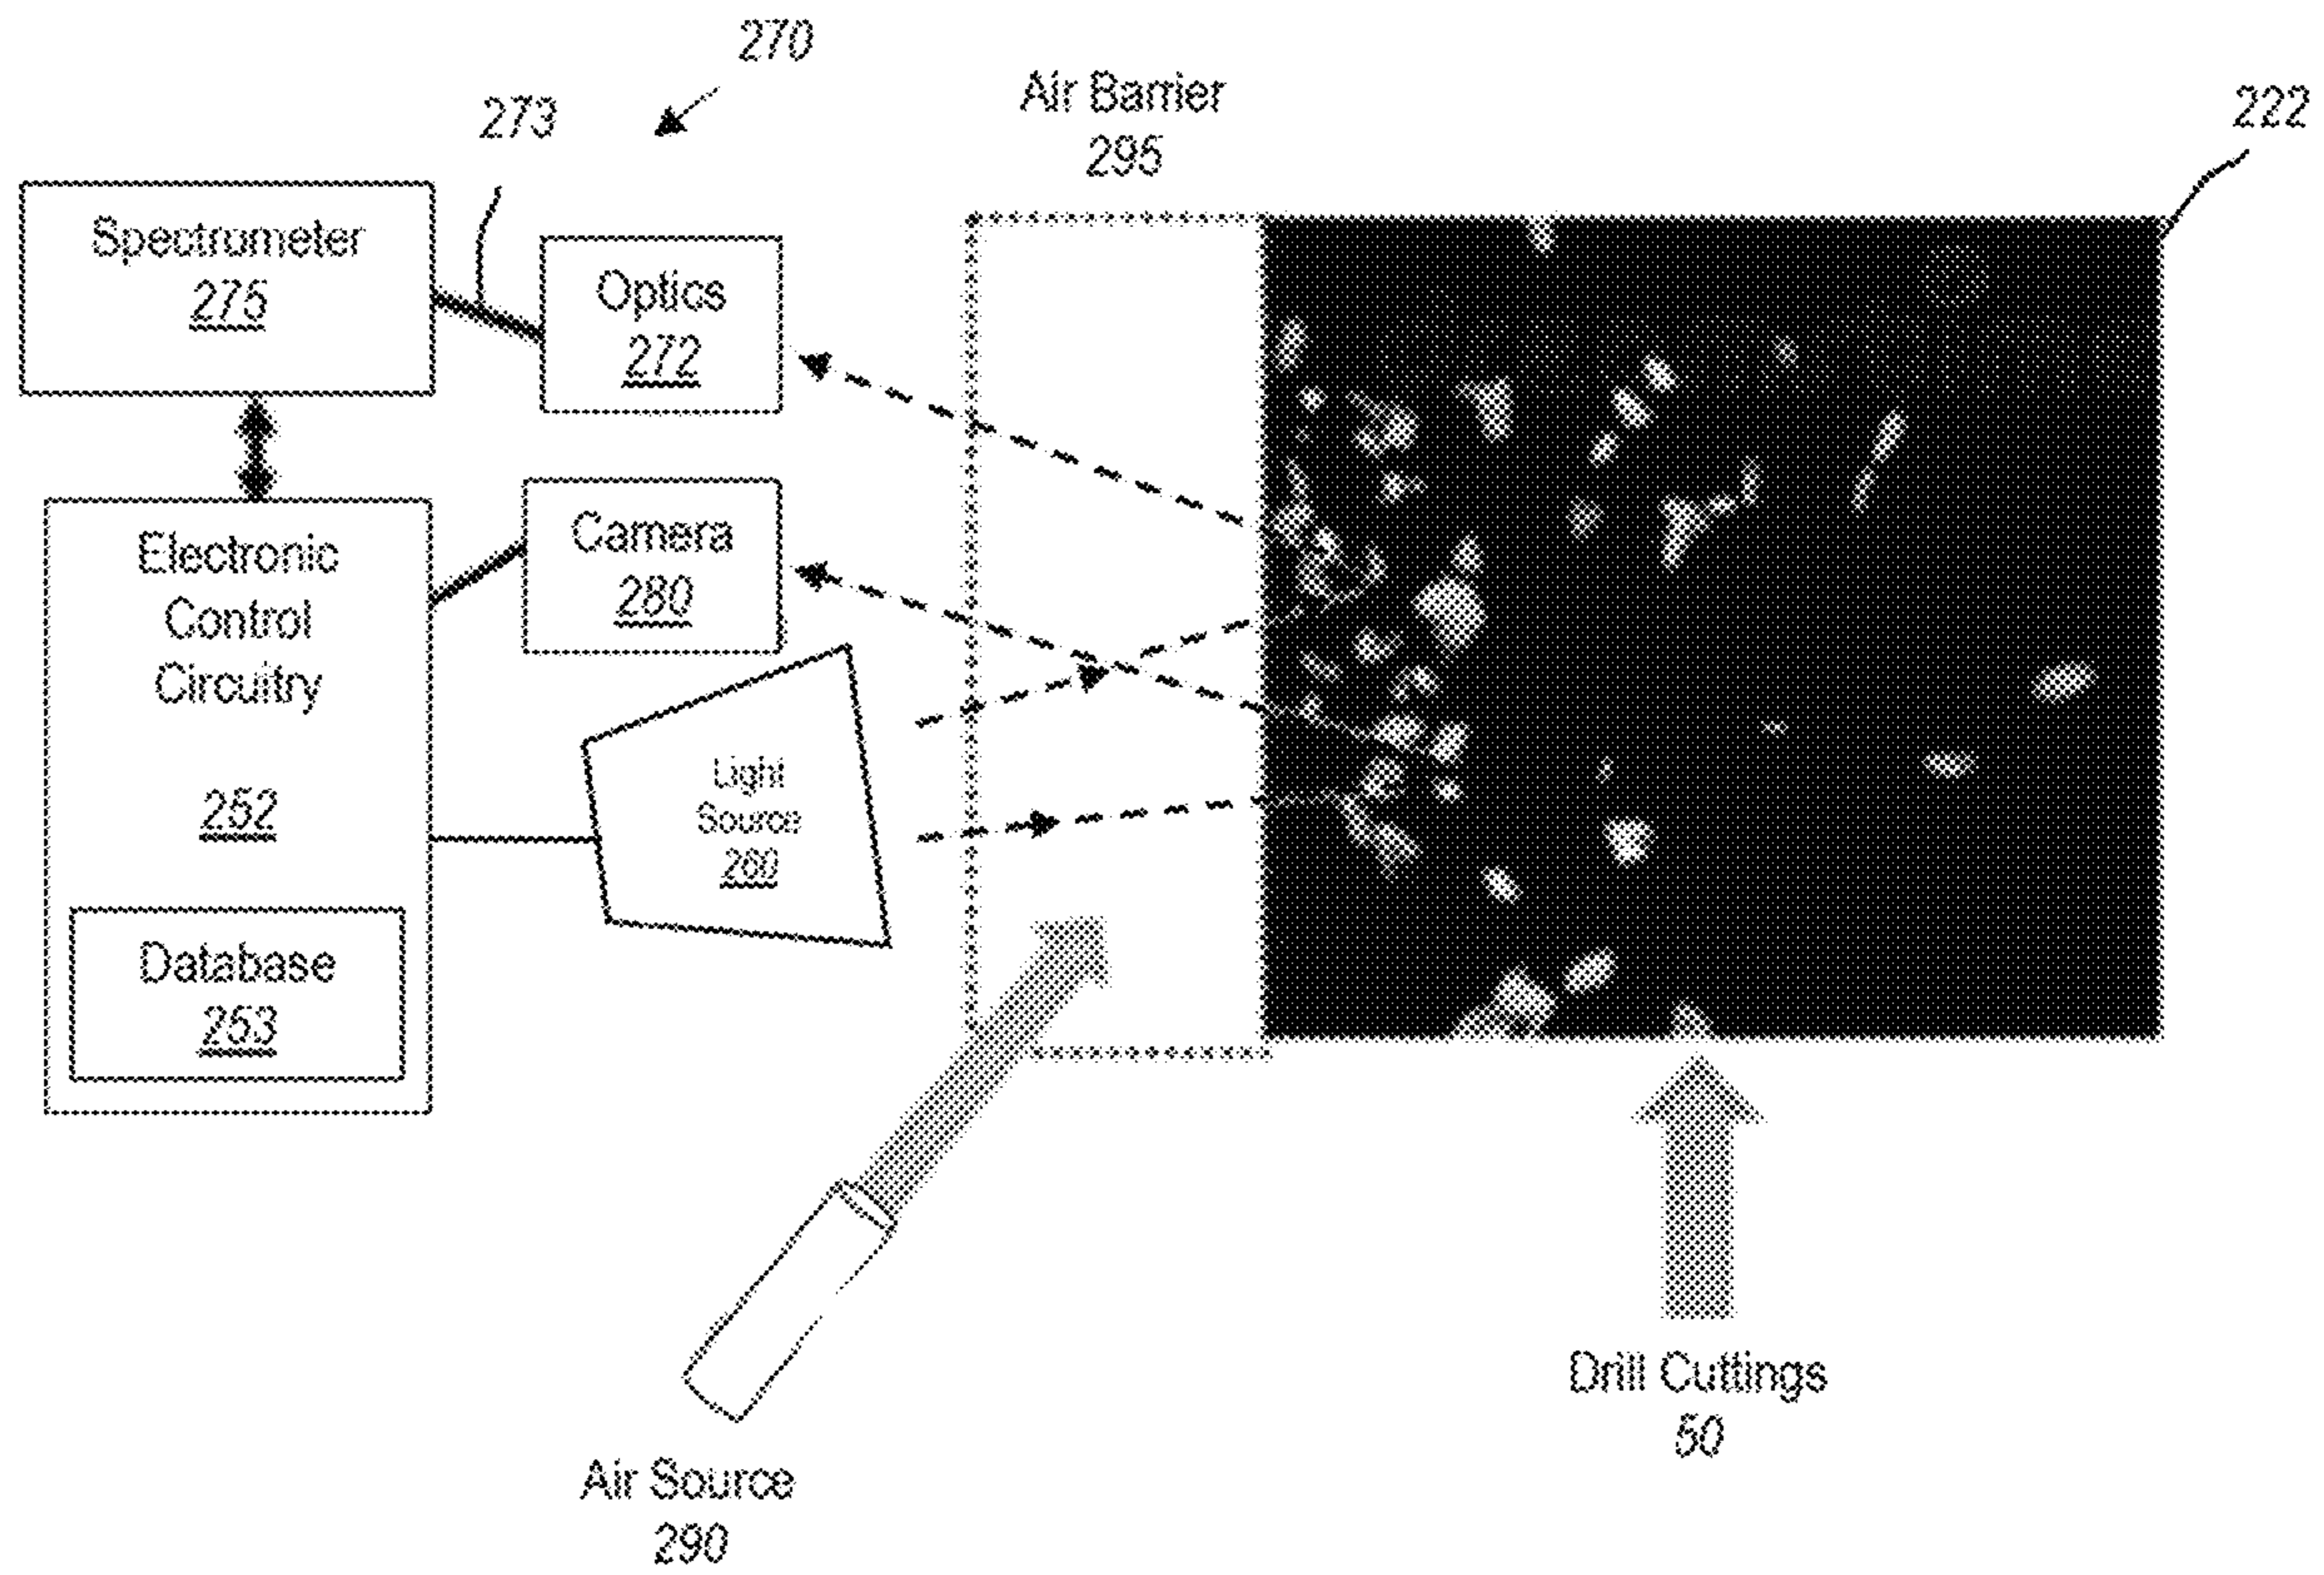 270
273
Air Barrier
295
222
Spectrometer
275
Optics
272
Camera
280
Electronic
Control
Circuitry
252
Light
Source
260
Database
253
Drill Cuttings
50
Air Source
290